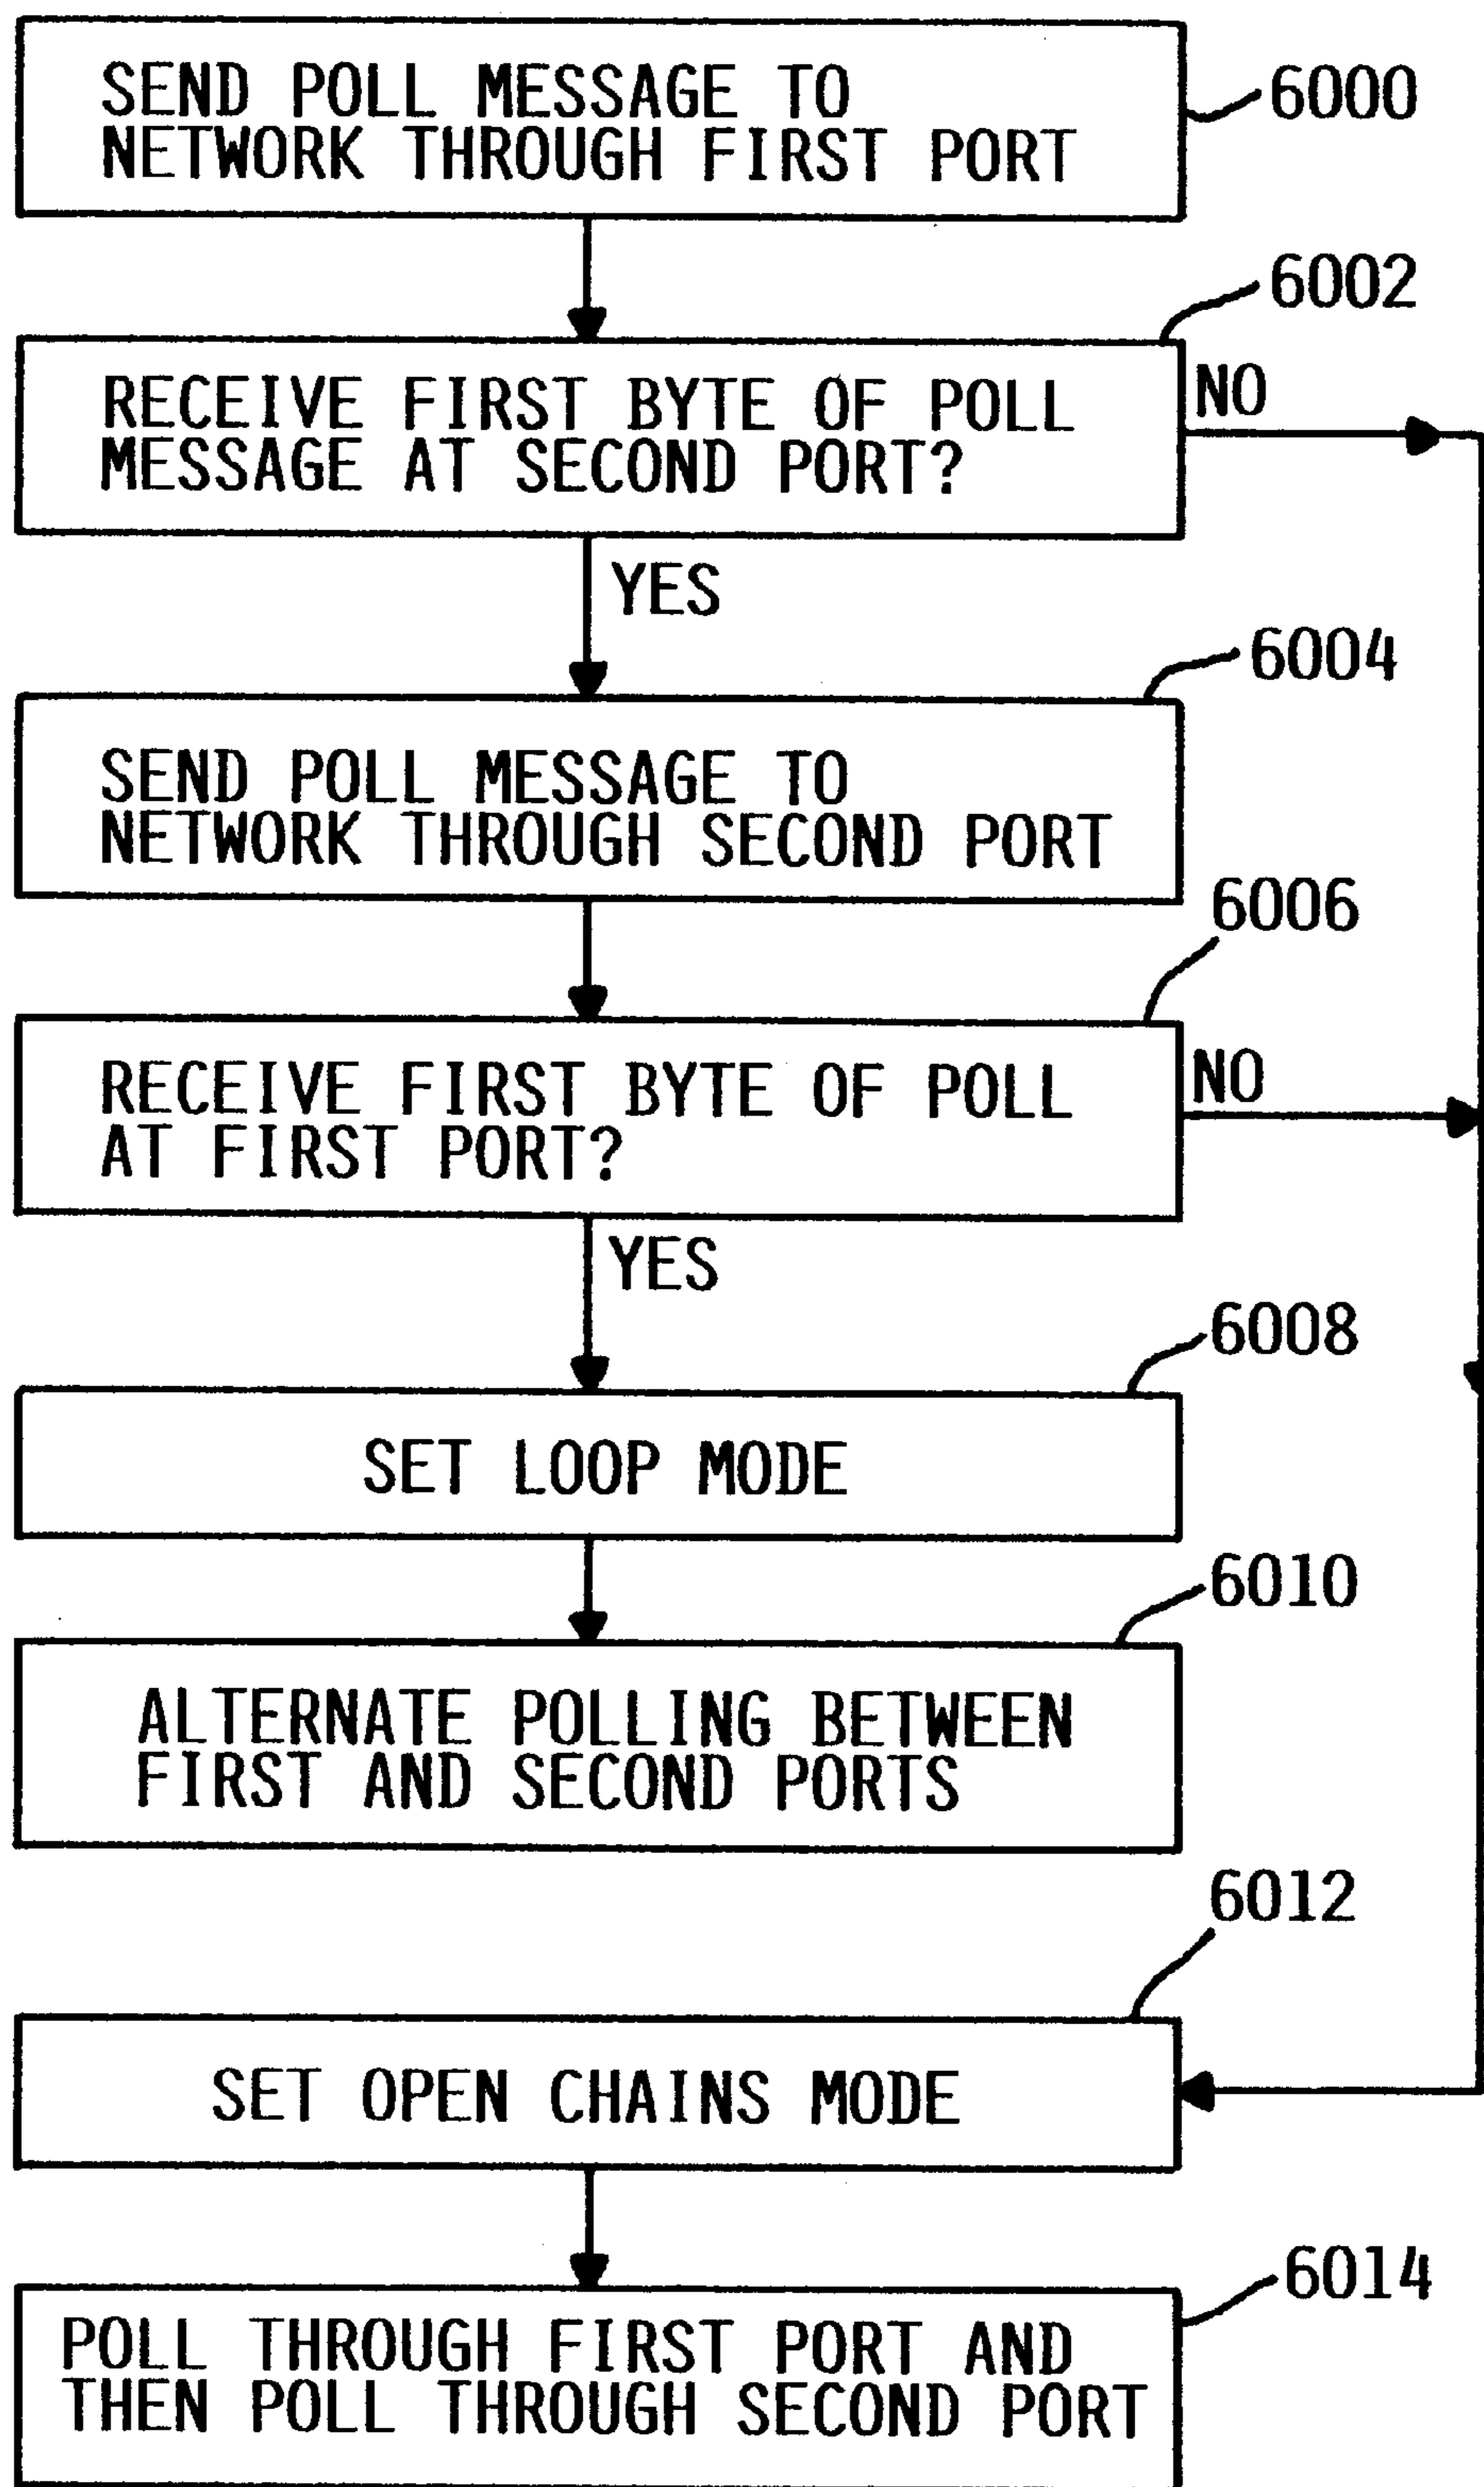 SEND POLL MESSAGE TO
NETWORK THROUGH FIRST PORT
6000
6002
RECEIVE FIRST BYTE OF POLL
MESSAGE AT SECOND PORT?
NO
YES
6004
SEND POLL MESSAGE TO
NETWORK THROUGH SECOND PORT
6006
RECEIVE FIRST BYTE OF POLL
AT FIRST PORT?
NO
YES
6008
SET LOOP MODE
6010
ALTERNATE POLLING BETWEEN
FIRST AND SECOND PORTS
6012
SET OPEN CHAINS MODE
6014
POLL THROUGH FIRST PORT AND
THEN POLL THROUGH SECOND PORT